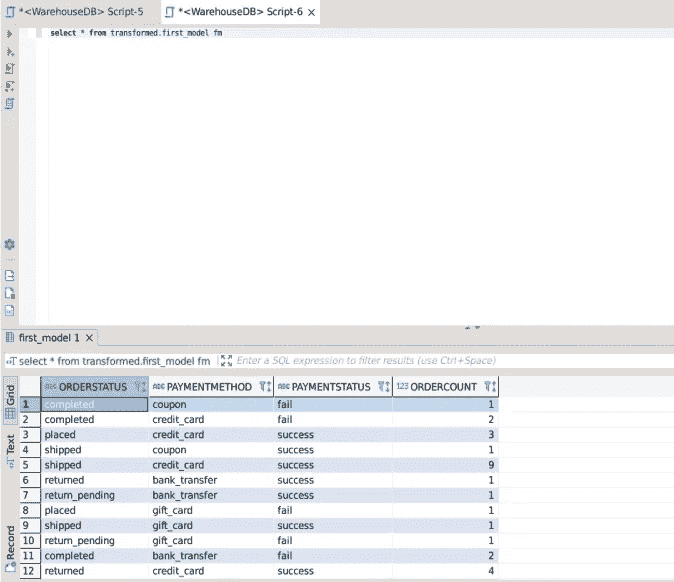 *<WarehouseDB> Script-5 *<WarehouseDB> Script-6
select * from transformed.first_model fm
first_model 1
select * from transformed.first_model fm Enter a SQL expression to filter results (use Ctrl+Space)
Grid
Text
Record
ABC ORDERSTATUS ABC PAYMENTMETHOD ABC PAYMENTSTATUS 123 ORDERCOUNT
1 completed coupon fail 1
2 completed credit_card fail 2
3 placed credit_card success 3
4 shipped coupon success 1
5 shipped credit_card success 9
6 returned bank_transfer success 1
7 return_pending bank_transfer success 1
8 placed gift_card fail 1
9 shipped gift_card success 1
10 return_pending gift_card fail 1
11 completed bank_transfer fail 2
12 returned credit_card success 4